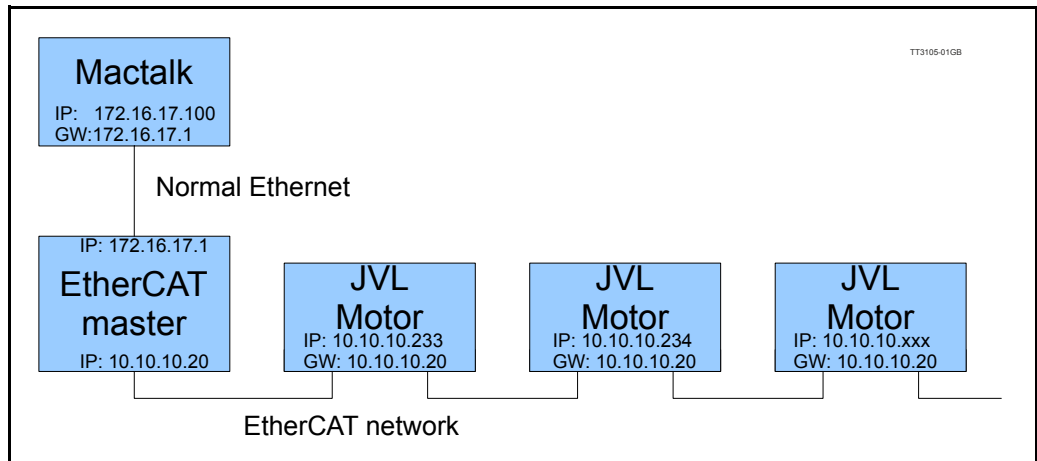 TT3105-01GB
Mactalk
IP: 172.16.17.100
GW:172.16.17.1
Normal Ethernet
IP: 172.16.17.1
EtherCAT
master
IP: 10.10.10.20
JVL
Motor
IP: 10.10.10.233
GW: 10.10.10.20
JVL
Motor
IP: 10.10.10.234
GW: 10.10.10.20
JVL
Motor
IP: 10.10.10.xxx
GW: 10.10.10.20
EtherCAT network